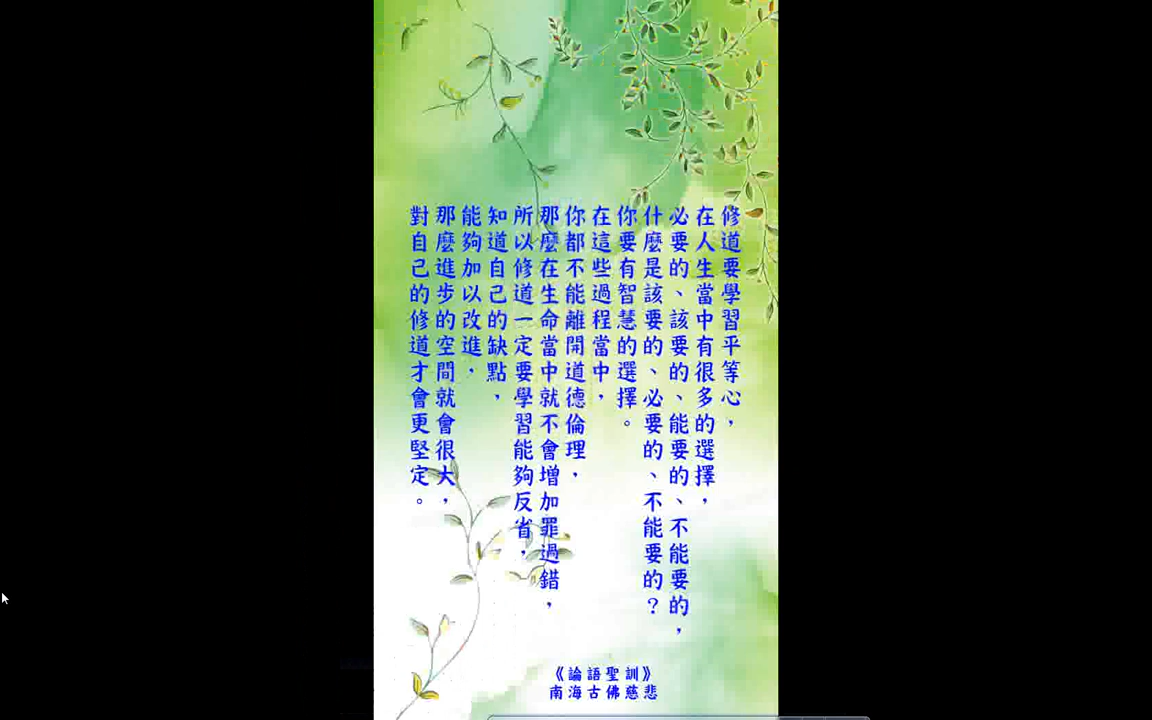 修道要學習平等心，
在人生當中有很多的選擇，
必要的、該要的、能要的、不能要的，
什麼是該要的、必要的、不能要的？
你要有智慧的選擇。
在這些過程當中，
你都不能離開道德倫理，
那麼在生命當中就不會增加罪過錯，
所以修道一定要學習能夠反省，
知道自己的缺點，
能夠加以改進，
那麼進步的空間就會很大，
對自己的修道才會更堅定。
《論語聖訓》
南海古佛慈悲